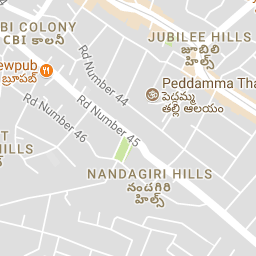 BI COLONY
CBI కాలనీ
JUBILEE HILLS
జూబ్లీ
హిల్స్
ewpub
బ్రూపబ్
Rd Number 44
Peddamma Tha
పెద్దమ్మ
తల్లి ఆలయం
Rd Number 46
Rd Number 45
T
HILLS
NANDAGIRI HILLS
నందగిరి
హిల్స్